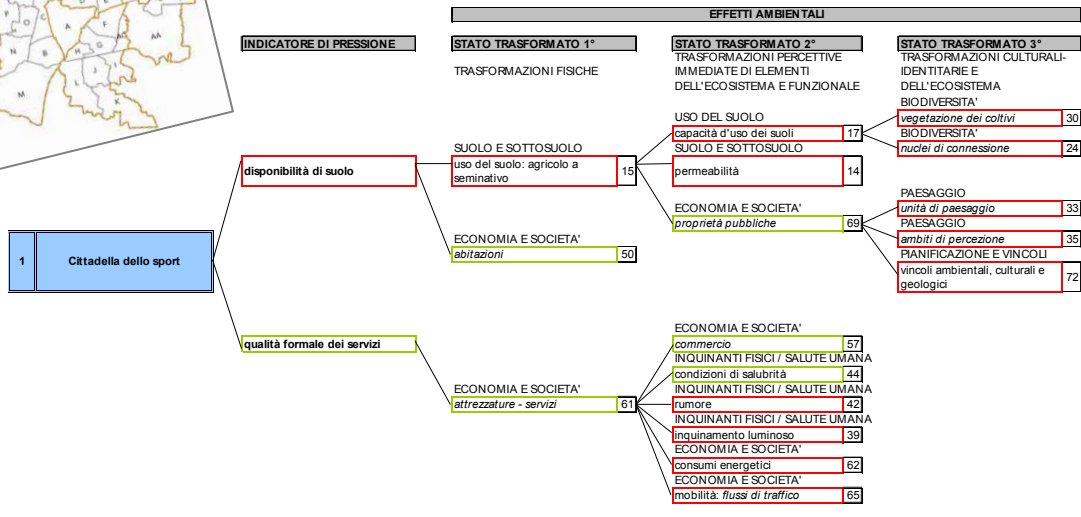 EFFETTI AMBIENTALI
INDICATORE DI PRESSIONE
STATO TRASFORMATO 1°
STATO TRASFORMATO 2°
STATO TRASFORMATO 3°
TRASFORMAZIONI FISICHE
TRASFORMAZIONI PERCETTIVE
IMMEDIATE DI ELEMENTI
DELL'ECOSISTEMA E FUNZIONALE
TRASFORMAZIONI CULTURALI-
IDENTITARIE E
DELL'ECOSISTEMA
1
Cittadella dello sport
disponibilità di suolo
qualità formale dei servizi
SUOLO E SOTTOSUOLO
uso del suolo: agricolo a
seminativo
15
ECONOMIA E SOCIETA'
abitazioni
50
ECONOMIA E SOCIETA'
attrezzature - servizi
61
USO DEL SUOLO
capacità d'uso dei suoli
17
SUOLO E SOTTOSUOLO
permeabilità
14
ECONOMIA E SOCIETA'
proprietà pubbliche
69
ECONOMIA E SOCIETA'
commercio
57
INQUINANTI FISICI / SALUTE UMANA
condizioni di salubrità
44
INQUINANTI FISICI / SALUTE UMANA
rumore
42
INQUINANTI FISICI / SALUTE UMANA
inquinamento luminoso
39
ECONOMIA E SOCIETA'
consumi energetici
62
ECONOMIA E SOCIETA'
mobilità: flussi di traffico
65
BIODIVERSITA'
vegetazione dei coltivi
30
BIODIVERSITA'
nuclei di connessione
24
PAESAGGIO
unità di paesaggio
33
PAESAGGIO
ambiti di percezione
35
PIANIFICAZIONE E VINCOLI
vincoli ambientali, culturali e
geologici
72